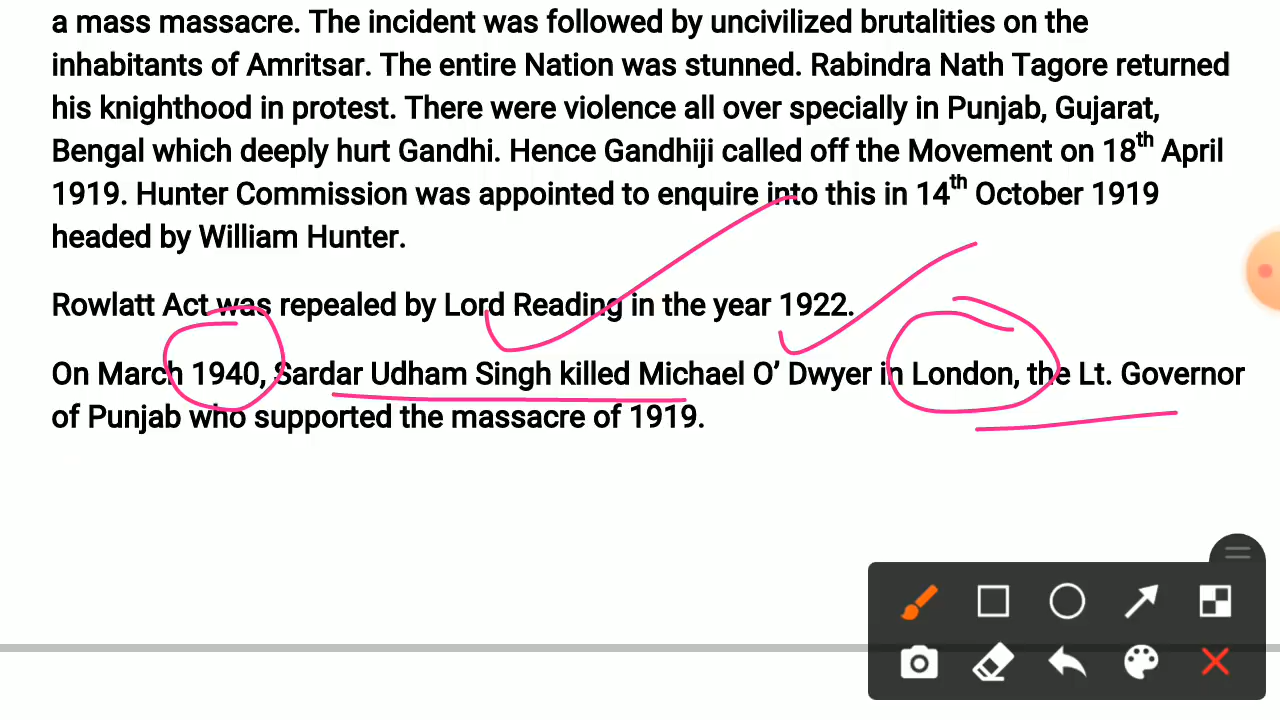 a mass massacre. The incident was followed by uncivilized brutalities on the
inhabitants of Amritsar. The entire Nation was stunned. Rabindra Nath Tagore returned
his knighthood in protest. There were violence all over specially in Punjab, Gujarat,
Bengal which deeply hurt Gandhi. Hence Gandhiji called off the Movement on 18th April
1919. Hunter Commission was appointed to enquire into this in 14th October 1919
headed by William Hunter.
Rowlatt Act was repealed by Lord Reading in the year 1922.
On March 1940, Sardar Udham Singh killed Michael O’ Dwyer in London, the Lt. Governor
of Punjab who supported the massacre of 1919.